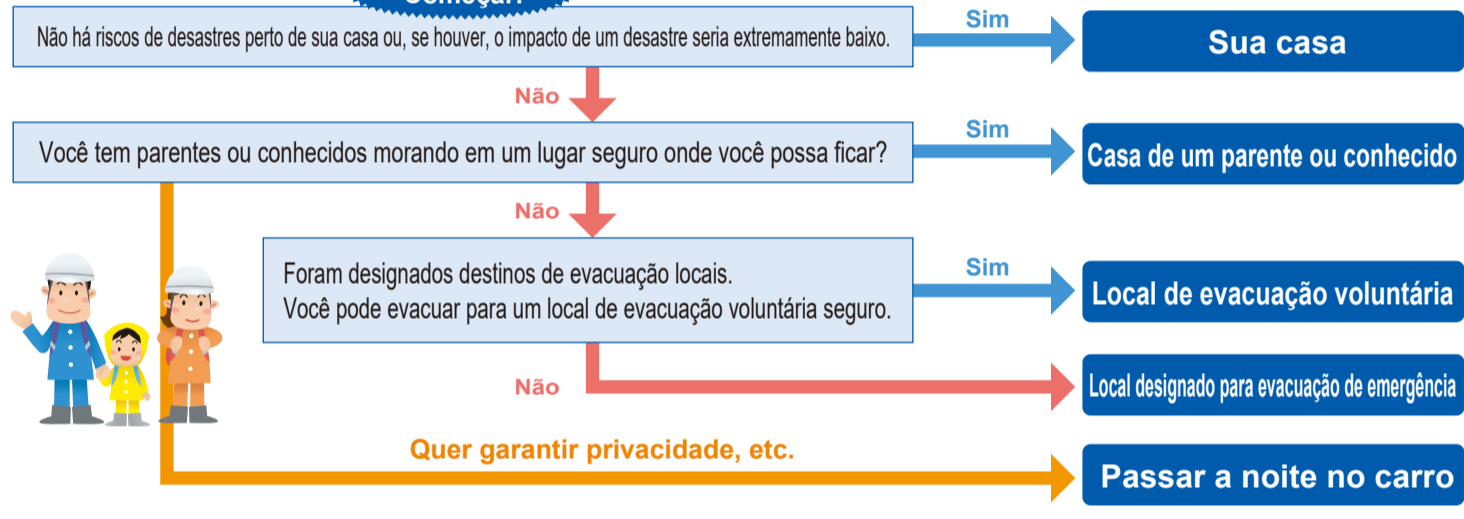 Começar!
Não há riscos de desastres perto de sua casa ou, se houver, o impacto de um desastre seria extremamente baixo.
Sim
Sua casa
Não
Você tem parentes ou conhecidos morando em um lugar seguro onde você possa ficar?
Sim
Casa de um parente ou conhecido
Não
Foram designados destinos de evacuação locais.
Você pode evacuar para um local de evacuação voluntária seguro.
Sim
Local de evacuação voluntária
Não
Local designado para evacuação de emergência
Quer garantir privacidade, etc.
Passar a noite no carro